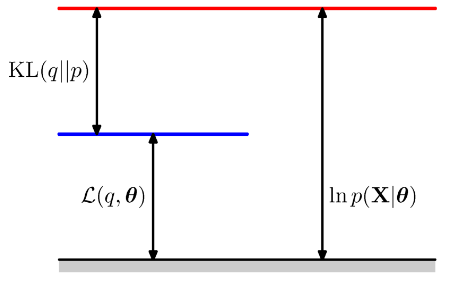 KL(q||p)
ℒ(q, θ)
ln p(X|θ)